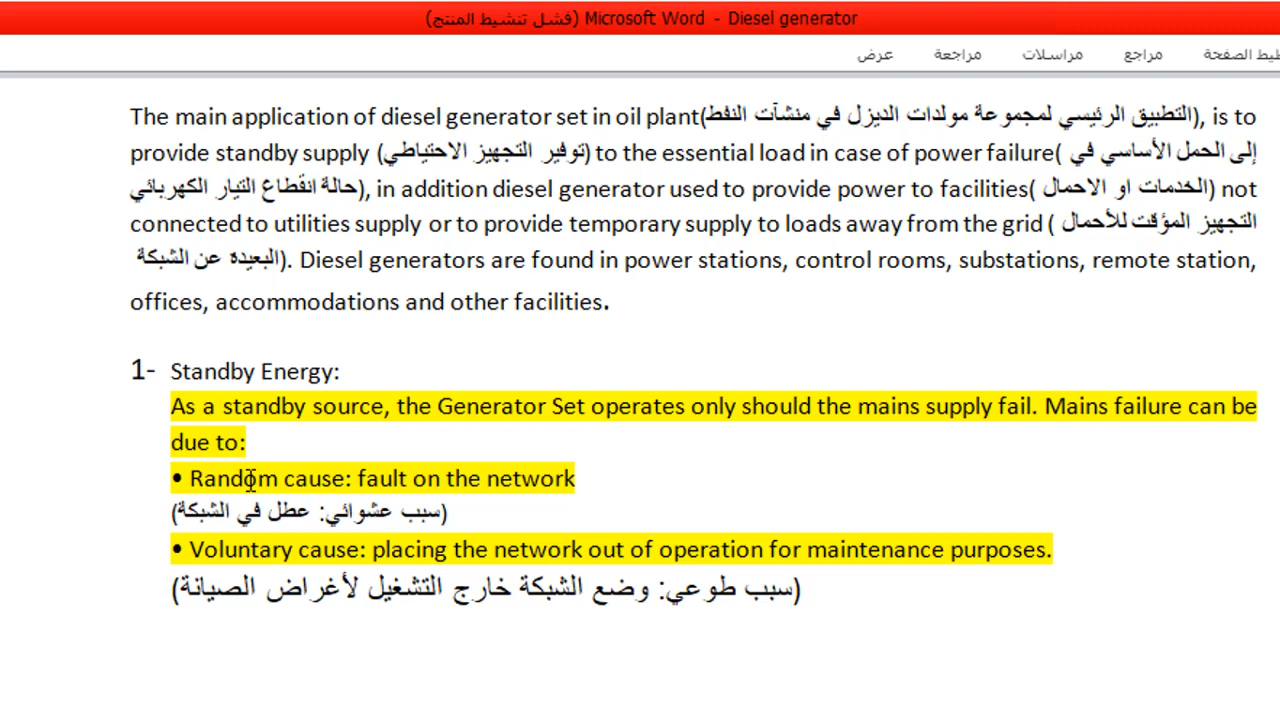 Diesel generator - Microsoft Word (فشل تنشيط المنتج)
طيط الصفحة مراجع مراسلات مراجعة عرض
The main application of diesel generator set in oil plant(التطبيق الرئيسي لمجموعة مولدات الديزل في منشآت النفط), is to
provide standby supply (توفير التجهيز الاحتياطي) to the essential load in case of power failure( إلى الحمل الأساسي في
حالة انقطاع التيار الكهربائي), in addition diesel generator used to provide power to facilities( الخدمات او الاحمال) not
connected to utilities supply or to provide temporary supply to loads away from the grid ( التجهيز المؤقت للأحمال
البعيدة عن الشبكة). Diesel generators are found in power stations, control rooms, substations, remote station,
offices, accommodations and other facilities.
1- Standby Energy:
As a standby source, the Generator Set operates only should the mains supply fail. Mains failure can be
due to:
• Random cause: fault on the network
(سبب عشوائي: عطل في الشبكة)
• Voluntary cause: placing the network out of operation for maintenance purposes.
(سبب طوعي: وضع الشبكة خارج التشغيل لأغراض الصيانة)